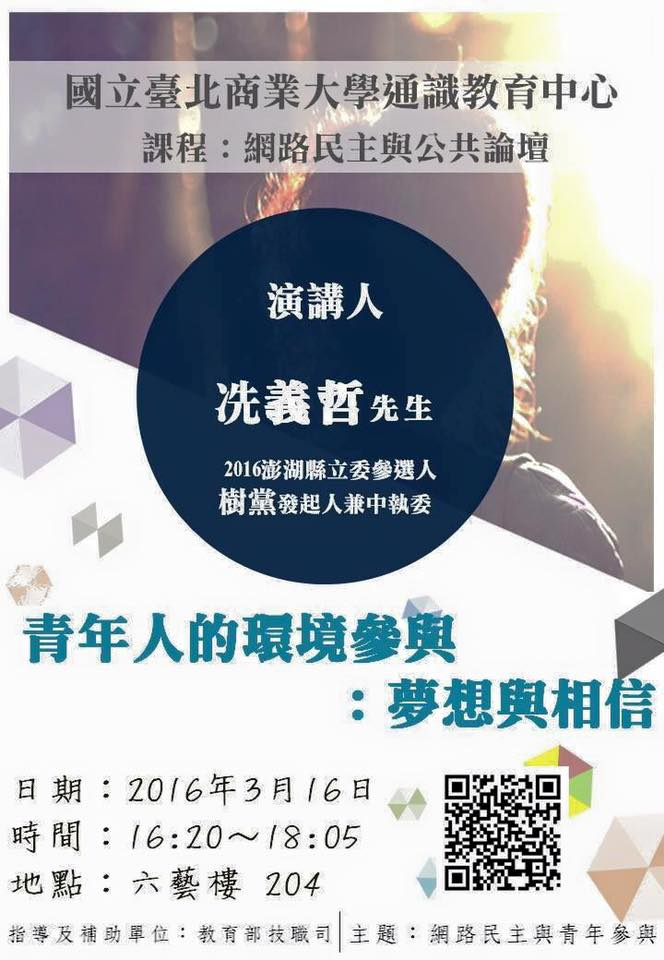 國立臺北商業大學通識教育中心
課程：網路民主與公共論壇
演講人
冼義哲先生
2016澎湖縣立委參選人
樹黨發起人兼中執委
青年人的環境參與
：夢想與相信
日期：2016年3月16日
時間：16:20～18:05
地點：六藝樓 204
指導及補助單位：教育部技職司｜主題：網路民主與青年參與